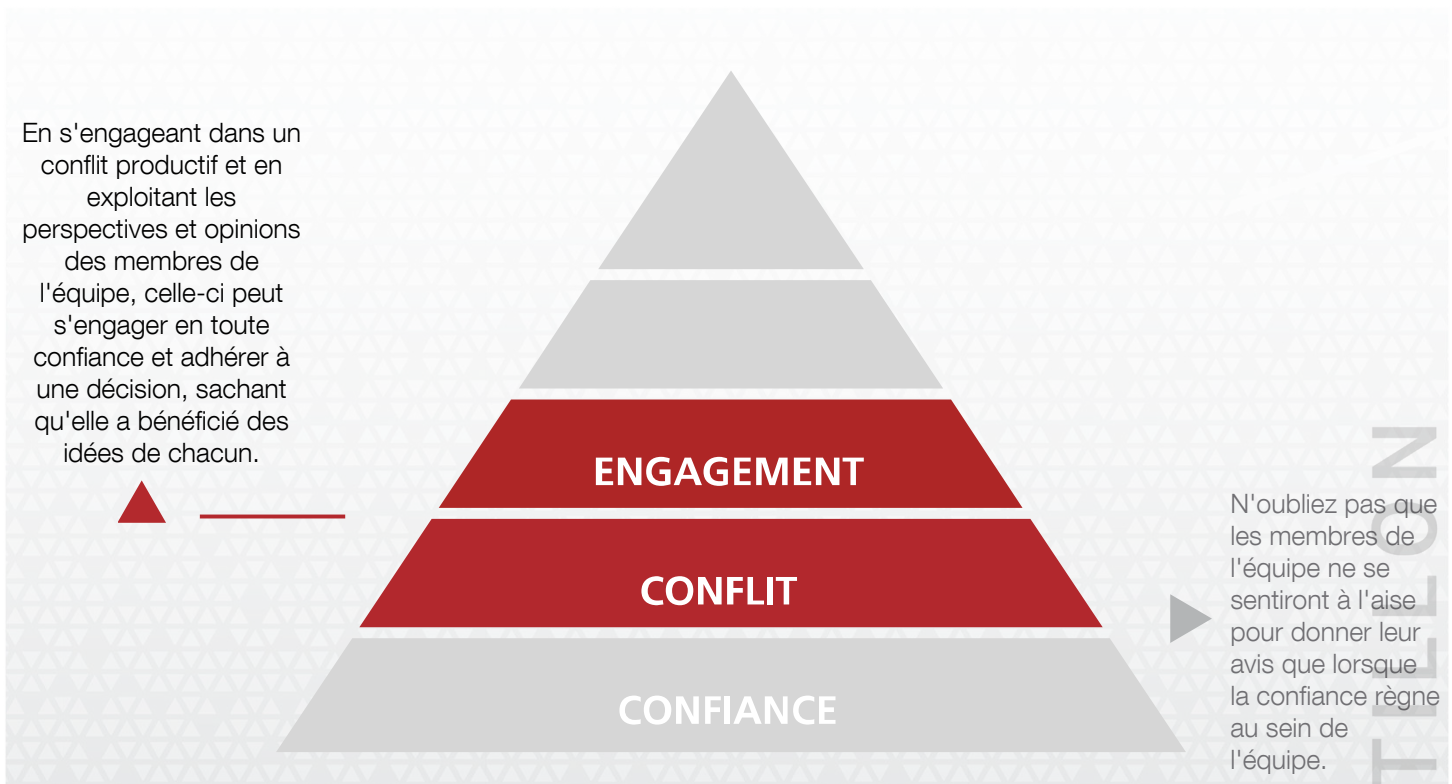 En s'engageant dans un
conflit productif et en
exploitant les
perspectives et opinions
des membres de
l'équipe, celle-ci peut
s'engager en toute
confiance et adhérer à
une décision, sachant
qu'elle a bénéficié des
idées de chacun.
ENGAGEMENT
CONFLIT
CONFIANCE
N'oubliez pas que
les membres de
l'équipe ne se
sentiront à l'aise
pour donner leur
avis que lorsque
la confiance règne
au sein de
l'équipe.
TILLON